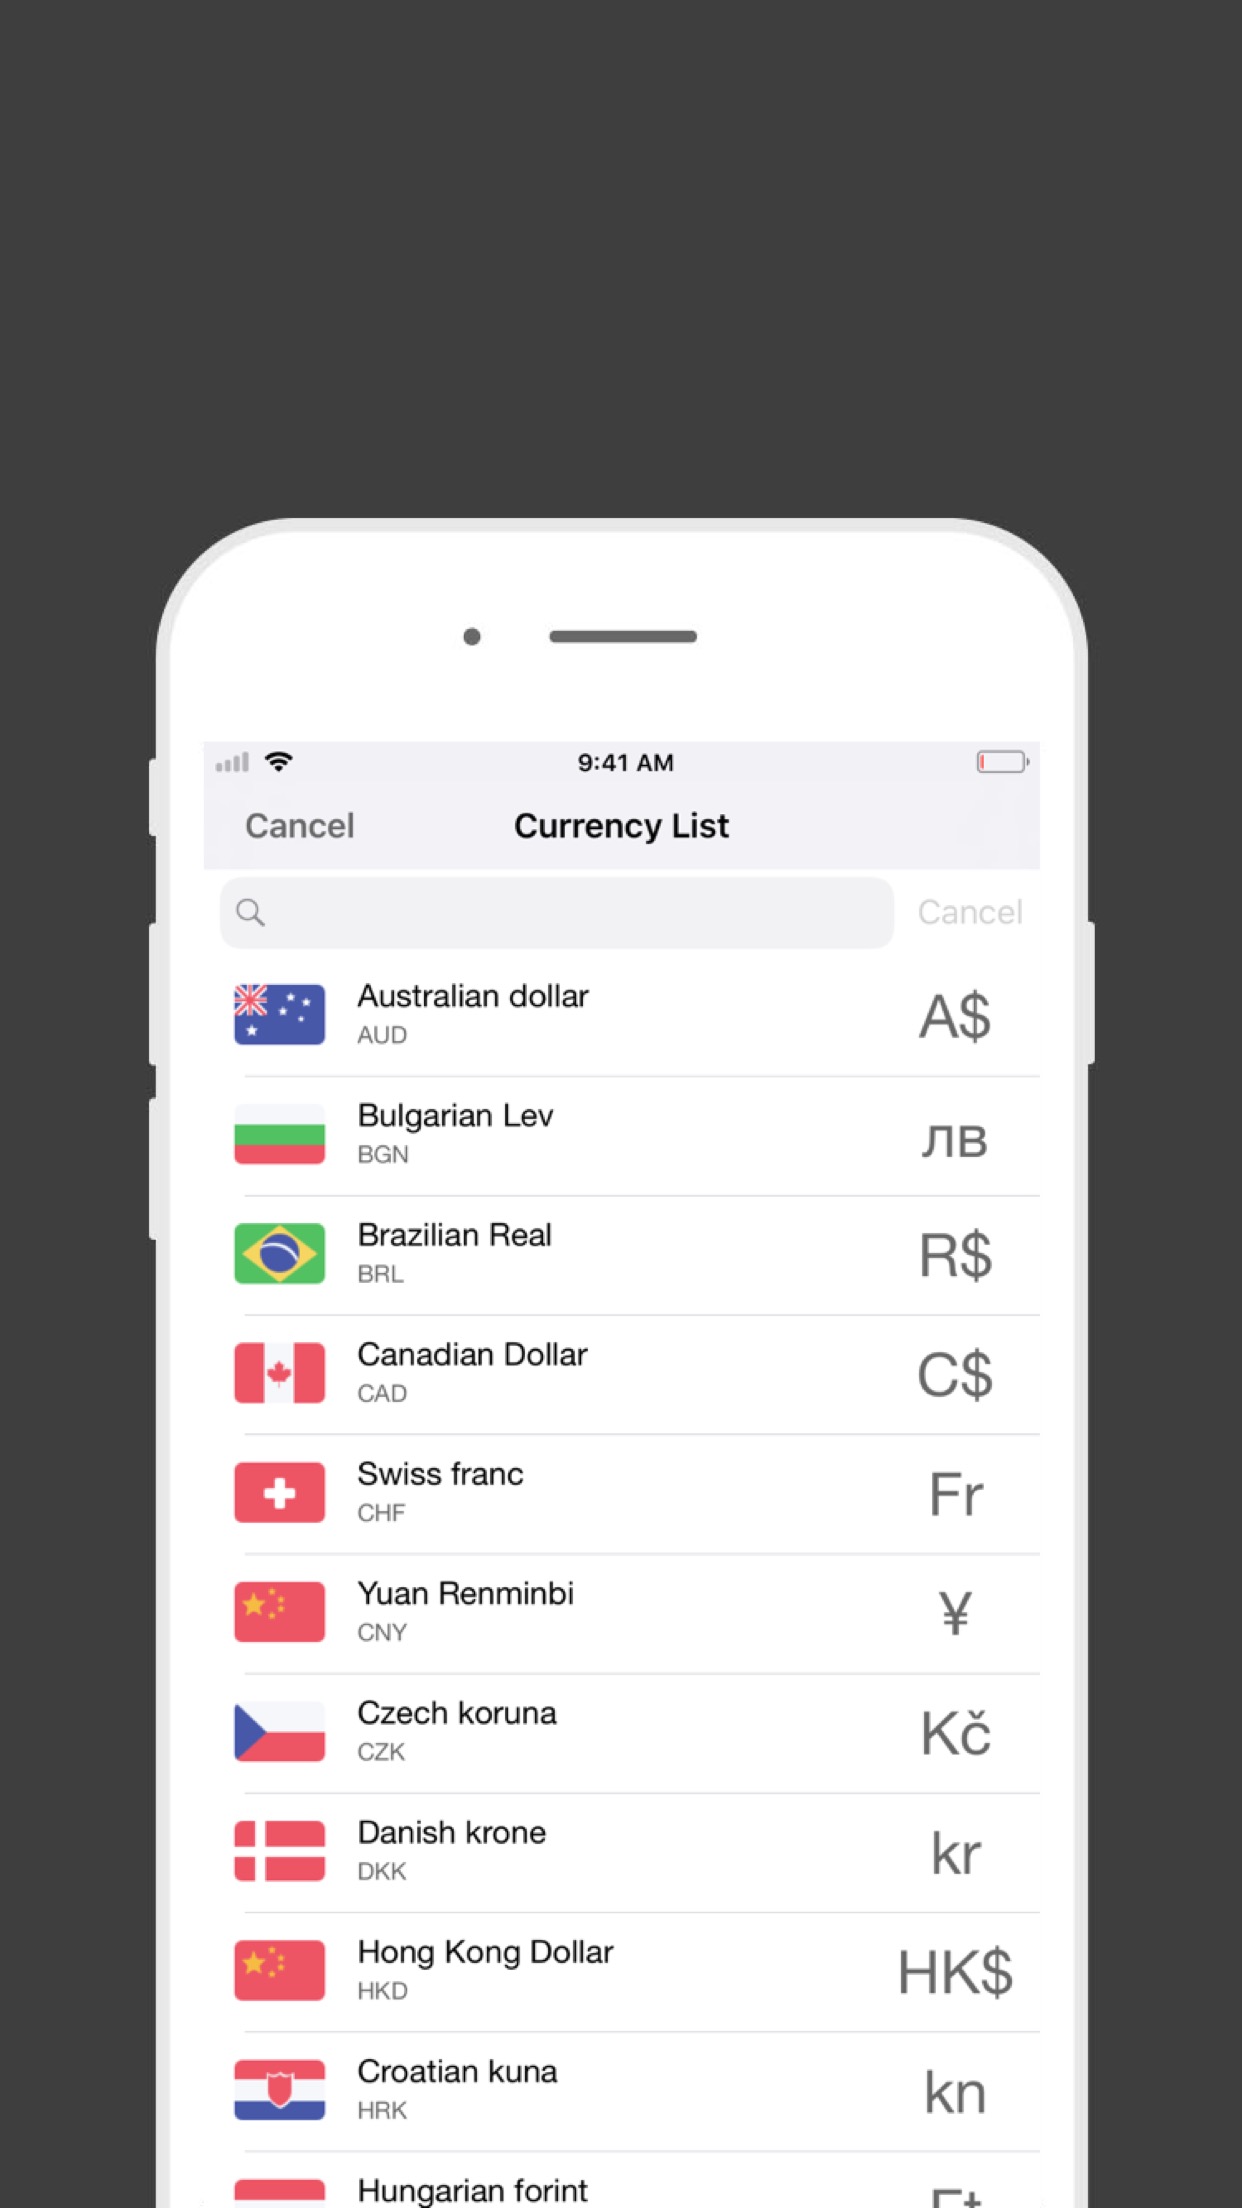 9:41 AM
Cancel
Currency List
Cancel
Australian dollar
AUD
A$
Bulgarian Lev
BGN
лв
Brazilian Real
BRL
R$
Canadian Dollar
CAD
C$
Swiss franc
CHF
Fr
Yuan Renminbi
CNY
¥
Czech koruna
CZK
Kč
Danish krone
DKK
kr
Hong Kong Dollar
HKD
HK$
Croatian kuna
HRK
kn
Hungarian forint
Ft